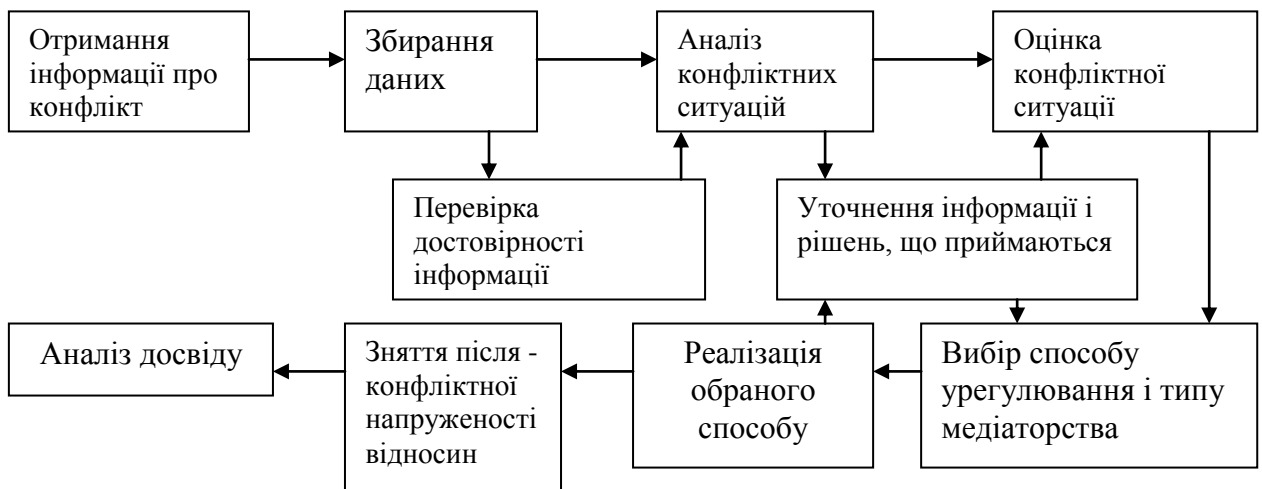 Отримання
інформації про
конфлікт
Збирання
даних
Аналіз
конфліктних
ситуацій
Оцінка
конфліктної
ситуації
Перевірка
достовірності
інформації
Уточнення інформації і
рішень, що приймаються
Аналіз досвіду
Зняття після -
конфліктної
напруженості
відносин
Реалізація
обраного
способу
Вибір способу
урегулювання і типу
медіаторства